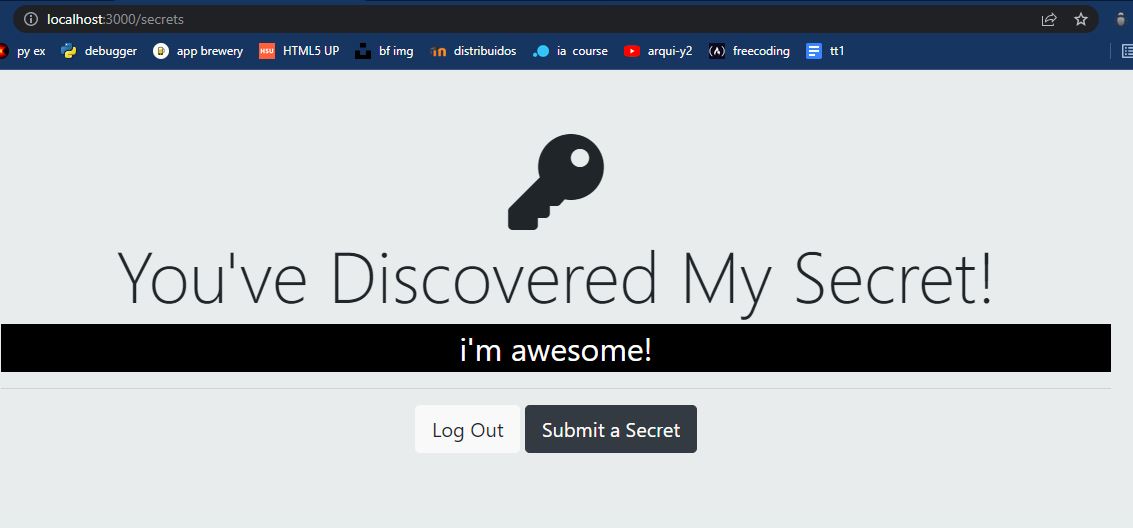 localhost:3000/secrets
py ex debugger app brewery HSU HTML5 UP bf img distribuidos ia course arqui-y2 freecoding tt1
You've Discovered My Secret!
i'm awesome!
Log Out Submit a Secret